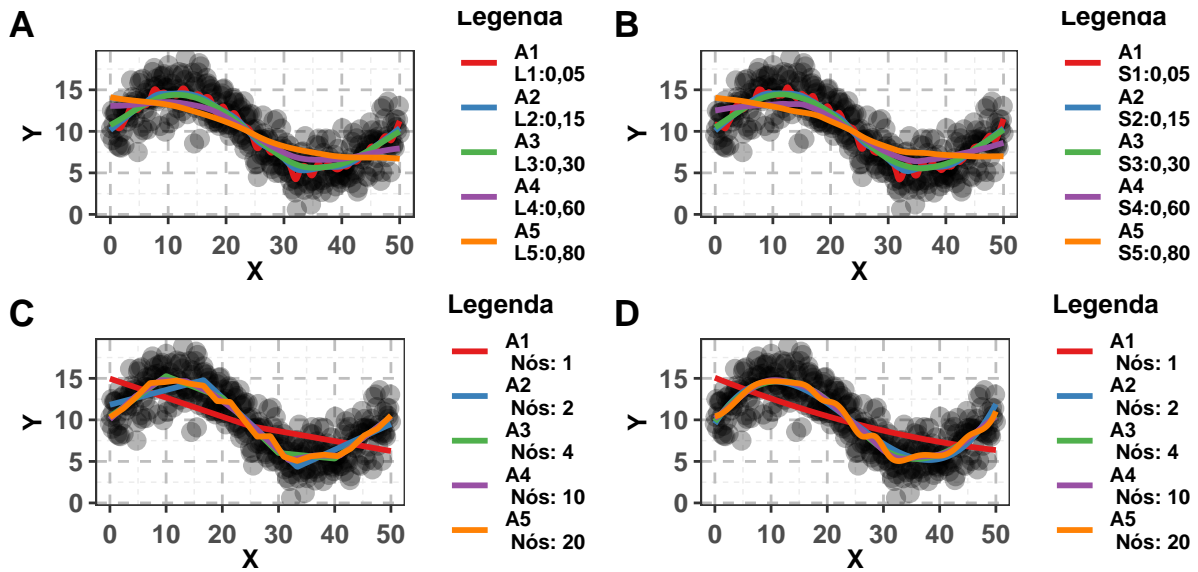 A
Legenda
15
10
5
0
Y
0 10 20 30 40 50
X
A1
L1:0,05
A2
L2:0,15
A3
L3:0,30
A4
L4:0,60
A5
L5:0,80
B
Legenda
15
10
5
0
Y
0 10 20 30 40 50
X
A1
S1:0,05
A2
S2:0,15
A3
S3:0,30
A4
S4:0,60
A5
S5:0,80
C
Legenda
15
10
5
0
Y
0 10 20 30 40 50
X
A1
Nós: 1
A2
Nós: 2
A3
Nós: 4
A4
Nós: 10
A5
Nós: 20
D
Legenda
15
10
5
0
Y
0 10 20 30 40 50
X
A1
Nós: 1
A2
Nós: 2
A3
Nós: 4
A4
Nós: 10
A5
Nós: 20